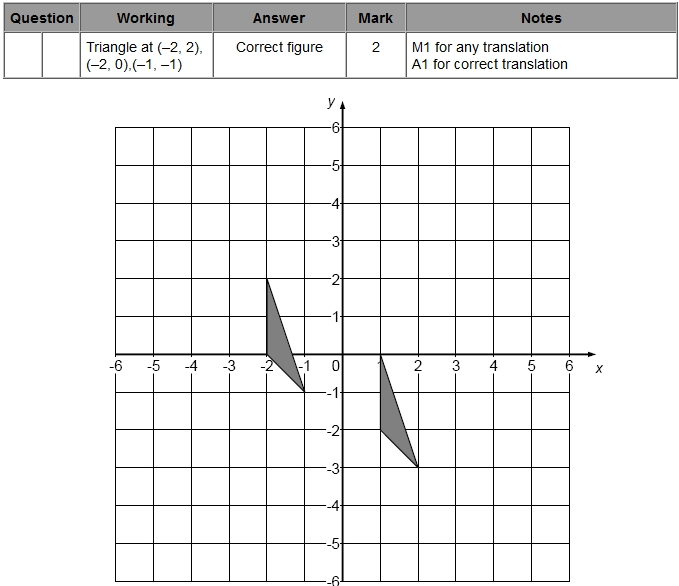 Question Working Answer Mark Notes
Triangle at (–2, 2), Correct figure 2 M1 for any translation
(–2, 0),(–1, –1) A1 for correct translation
y
6
5
4
3
2
1
-6 -5 -4 -3 -2 -1 0 2 3 4 5 6 x
-1
-2
-3
-4
-5
-6